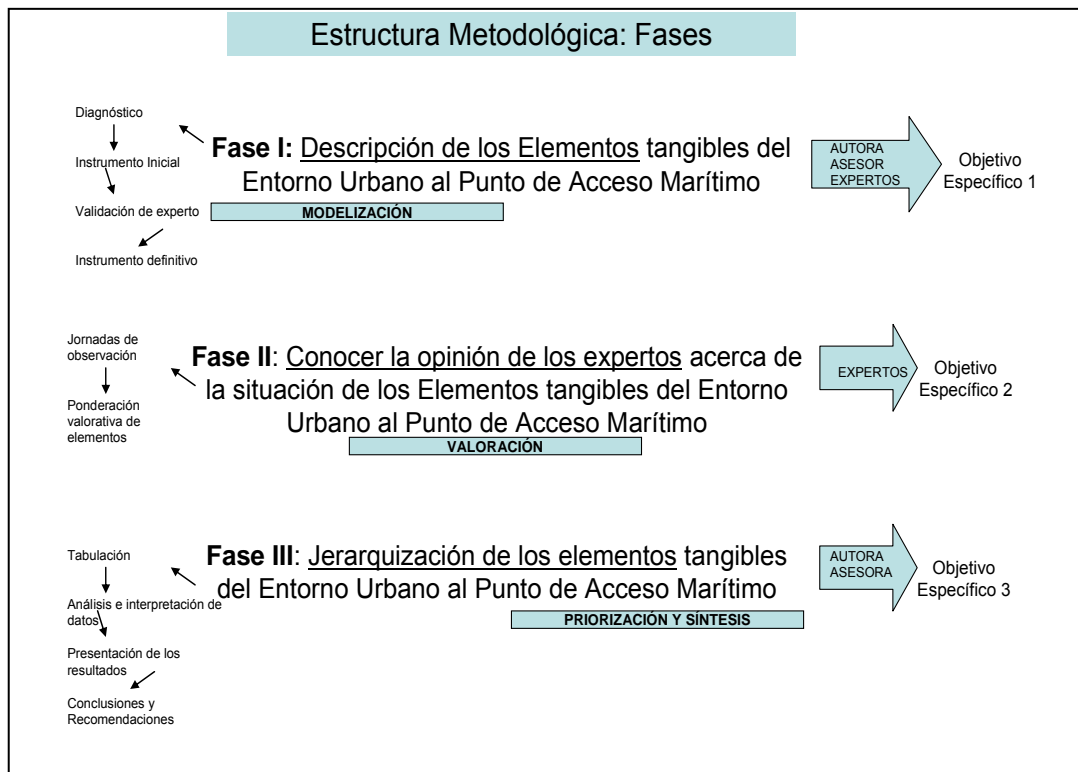 Estructura Metodológica: Fases
Diagnóstico
Instrumento Inicial
Validación de experto
Instrumento definitivo
Fase I: Descripción de los Elementos tangibles del
Entorno Urbano al Punto de Acceso Marítimo
MODELIZACIÓN
AUTORA
ASESOR
EXPERTOS
Objetivo
Específico 1
Jornadas de
observación
Ponderación
valorativa de
elementos
Fase II: Conocer la opinión de los expertos acerca de
la situación de los Elementos tangibles del Entorno
Urbano al Punto de Acceso Marítimo
VALORACIÓN
EXPERTOS
Objetivo
Específico 2
Tabulación
Análisis e interpretación de
datos
Presentación de los
resultados
Conclusiones y
Recomendaciones
Fase III: Jerarquización de los elementos tangibles
del Entorno Urbano al Punto de Acceso Marítimo
PRIORIZACIÓN Y SÍNTESIS
AUTORA
ASESORA
Objetivo
Específico 3